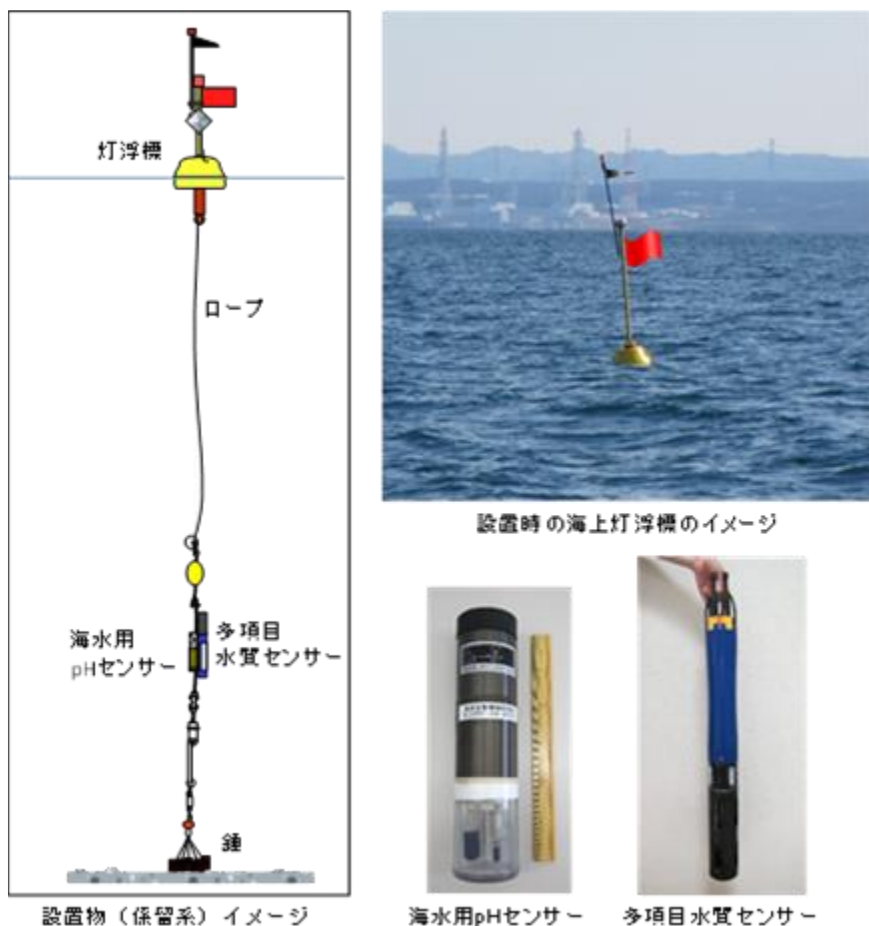 灯浮標
ロープ
海水用
pHセンサー
多項目
水質センサー
錘
設置物（係留系）イメージ
設置時の海上灯浮標のイメージ
海水用pHセンサー
多項目水質センサー